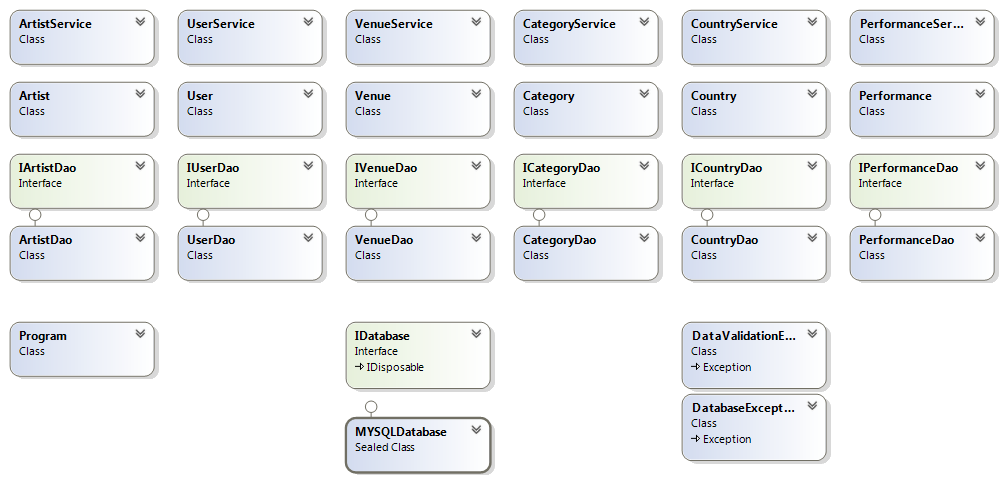 ArtistService
Class
UserService
Class
VenueService
Class
CategoryService
Class
CountryService
Class
PerformanceSer...
Class
Artist
Class
User
Class
Venue
Class
Category
Class
Country
Class
Performance
Class
IArtistDao
Interface
IUserDao
Interface
IVenueDao
Interface
ICategoryDao
Interface
ICountryDao
Interface
IPerformanceDao
Interface
ArtistDao
Class
UserDao
Class
VenueDao
Class
CategoryDao
Class
CountryDao
Class
PerformanceDao
Class
Program
Class
IDatabase
Interface
IDisposable
DataValidationE...
Class
Exception
MYSQLDatabase
Sealed Class
DatabaseExcept...
Class
Exception